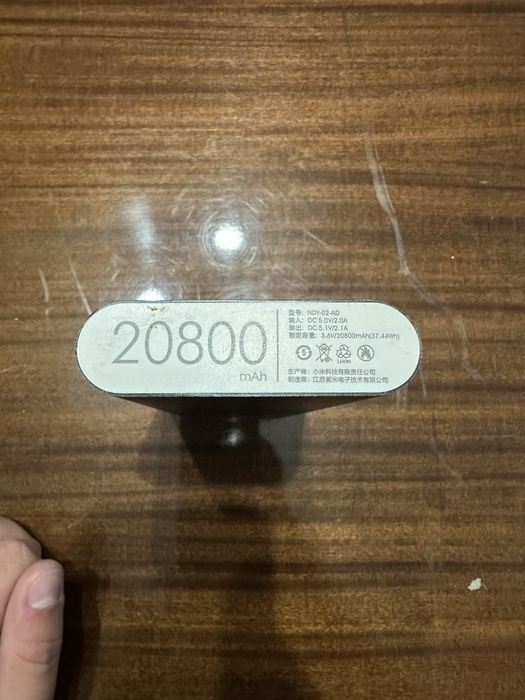 20800
mAh
型号: NDY-02-AD
输入: DC 5.0V/2.0A
输出: DC 5.1V/2.1A
额定容量: 3.6V/20800mAh(37.44Wh)
5
LI-ION
生产商: 小米科技有限责任公司
制造商: 江苏紫米电子技术有限公司